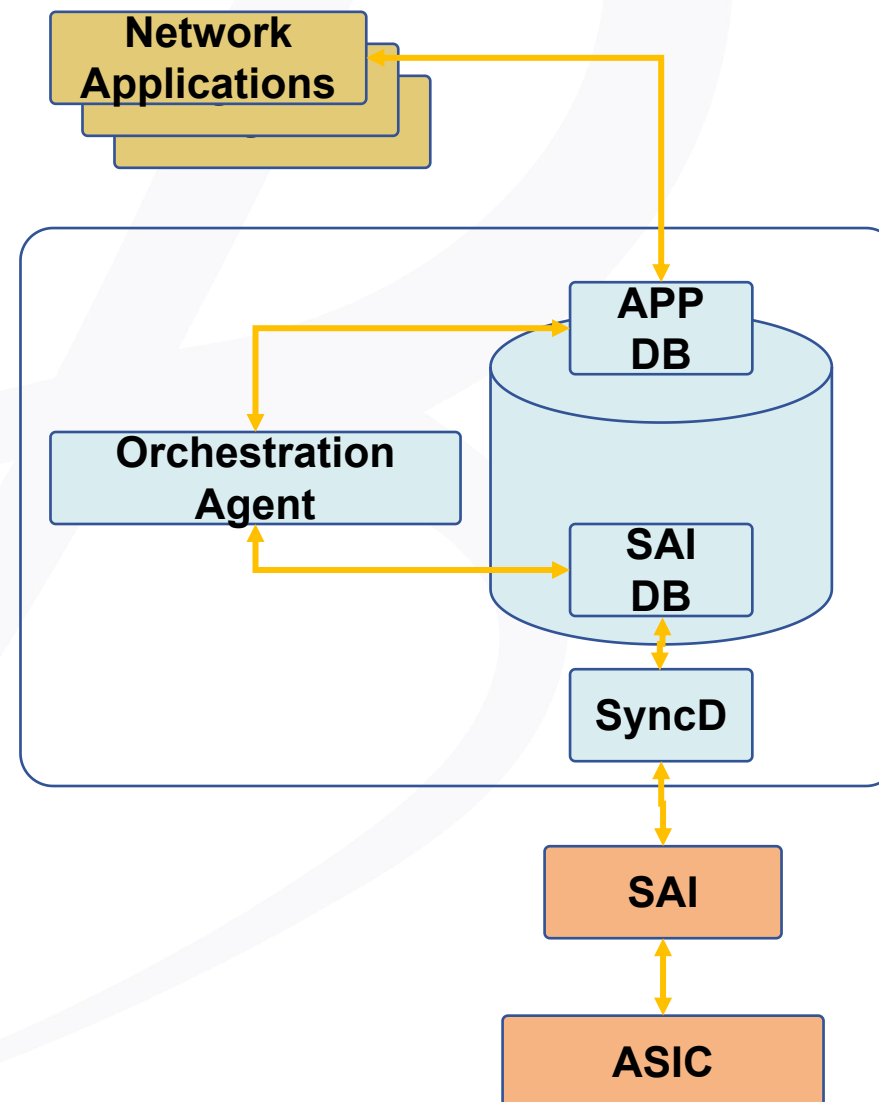 Network
Applications
APP
DB
Orchestration
Agent
SAI
DB
SyncD
SAI
ASIC